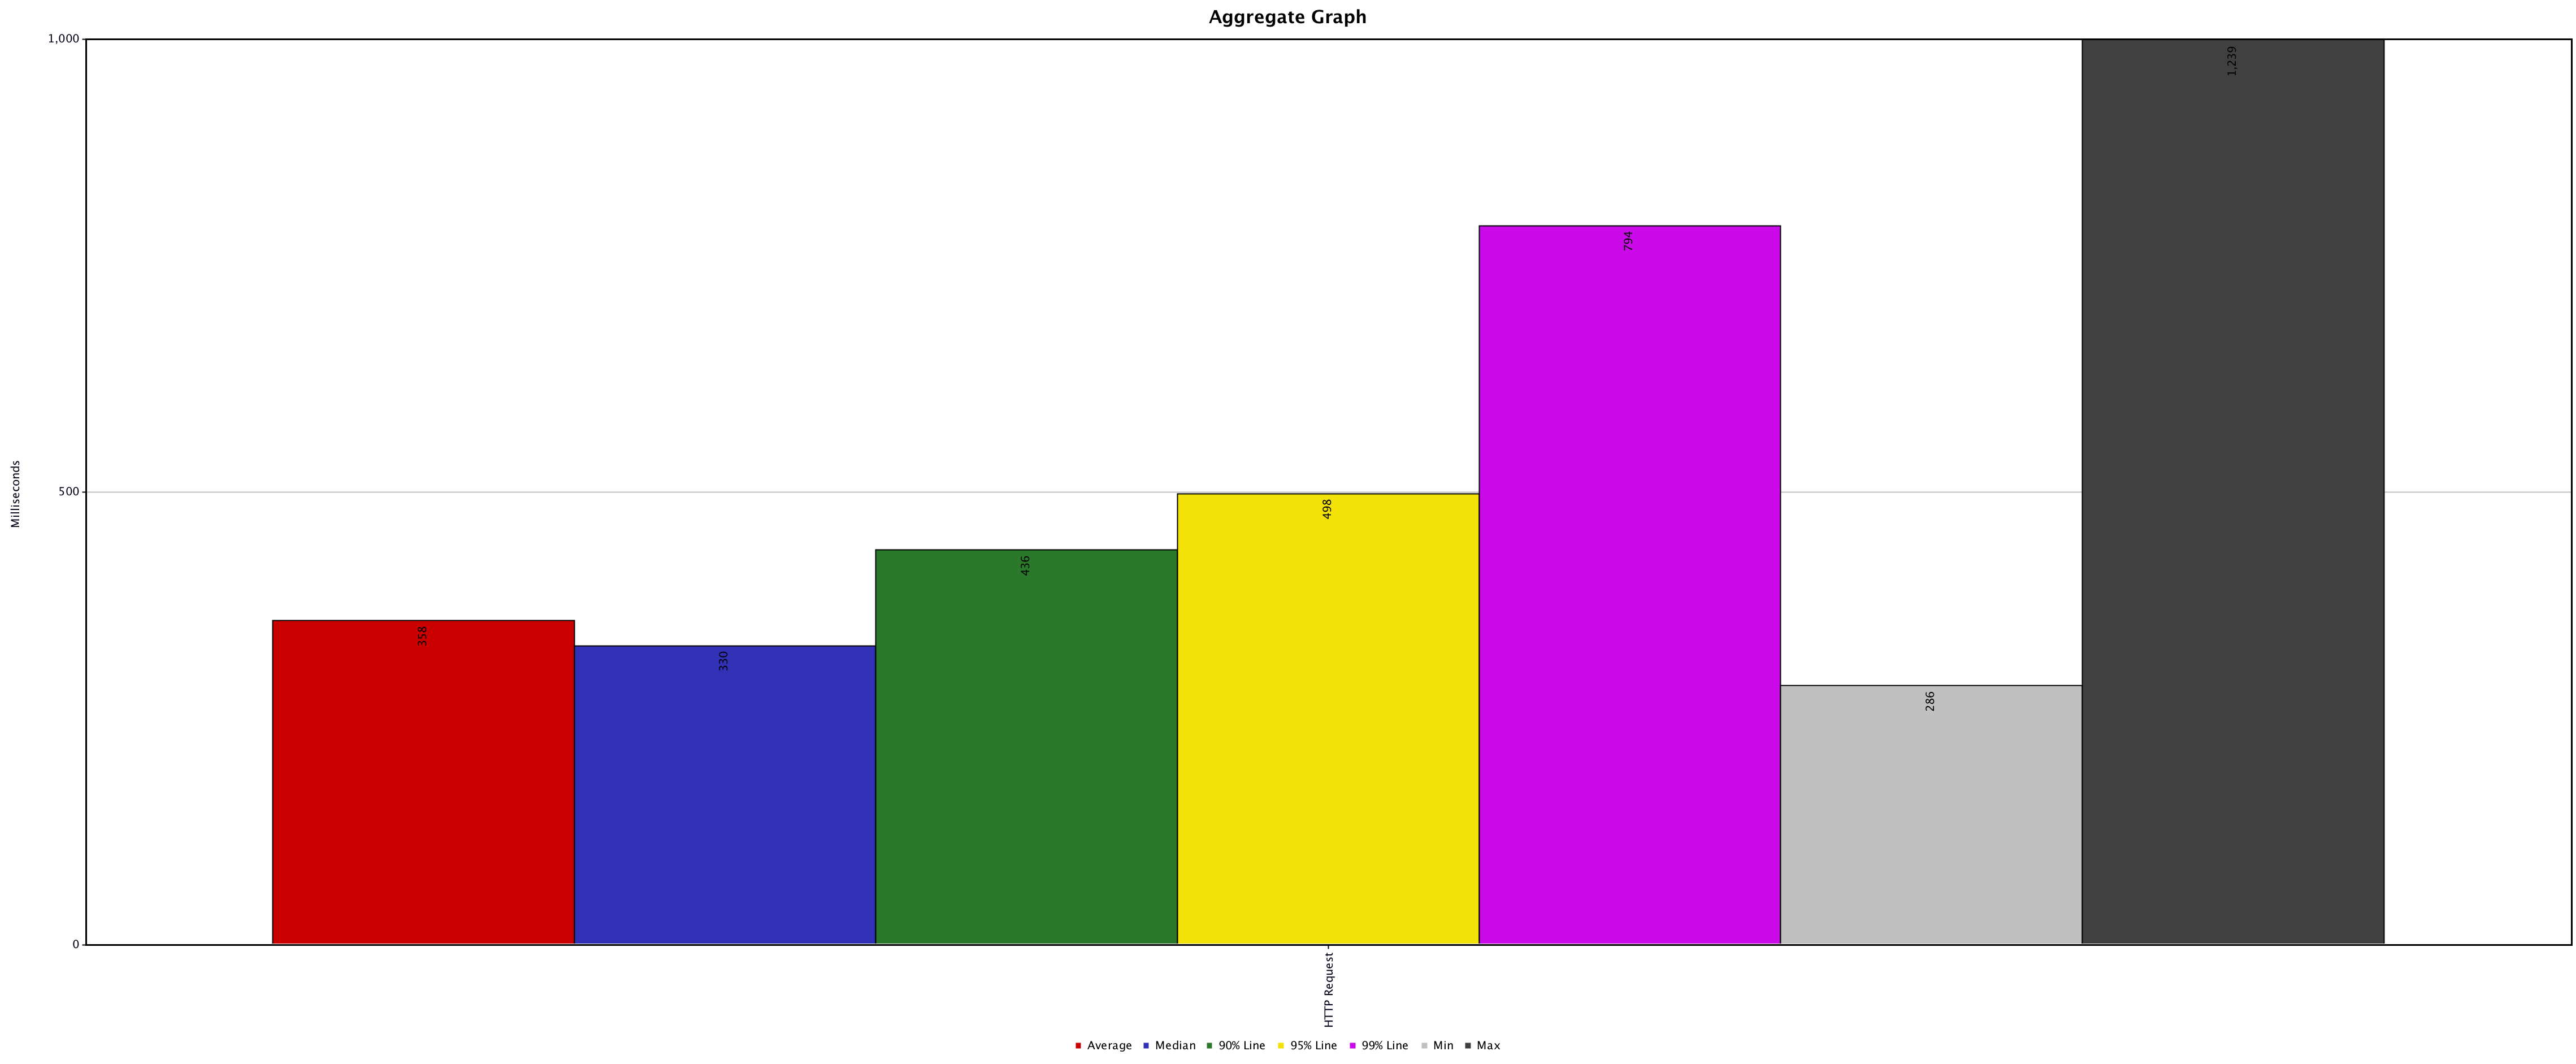 Aggregate Graph
1,000
500
0
Milliseconds
358
330
436
498
794
286
1,239
HTTP Request
Average Median 90% Line 95% Line 99% Line Min Max